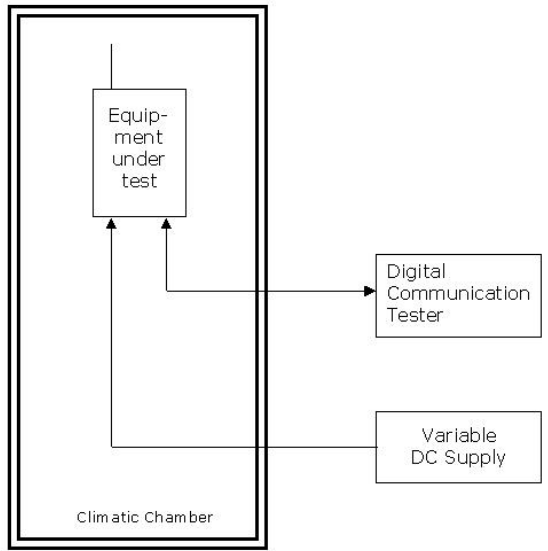 Equip-
ment
under
test
Digital
Communication
Tester
Variable
DC Supply
Climatic Chamber